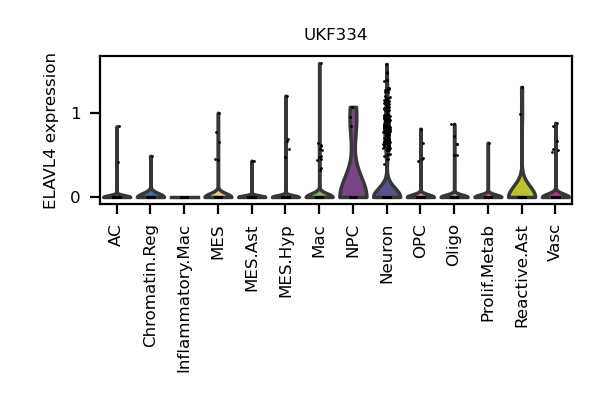 UKF334
ELAVL4 expression
1
0
AC
Chromatin.Reg
Inflammatory.Mac
MES
MES.Ast
MES.Hyp
Mac
NPC
Neuron
OPC
Oligo
Prolif.Metab
Reactive.Ast
Vasc